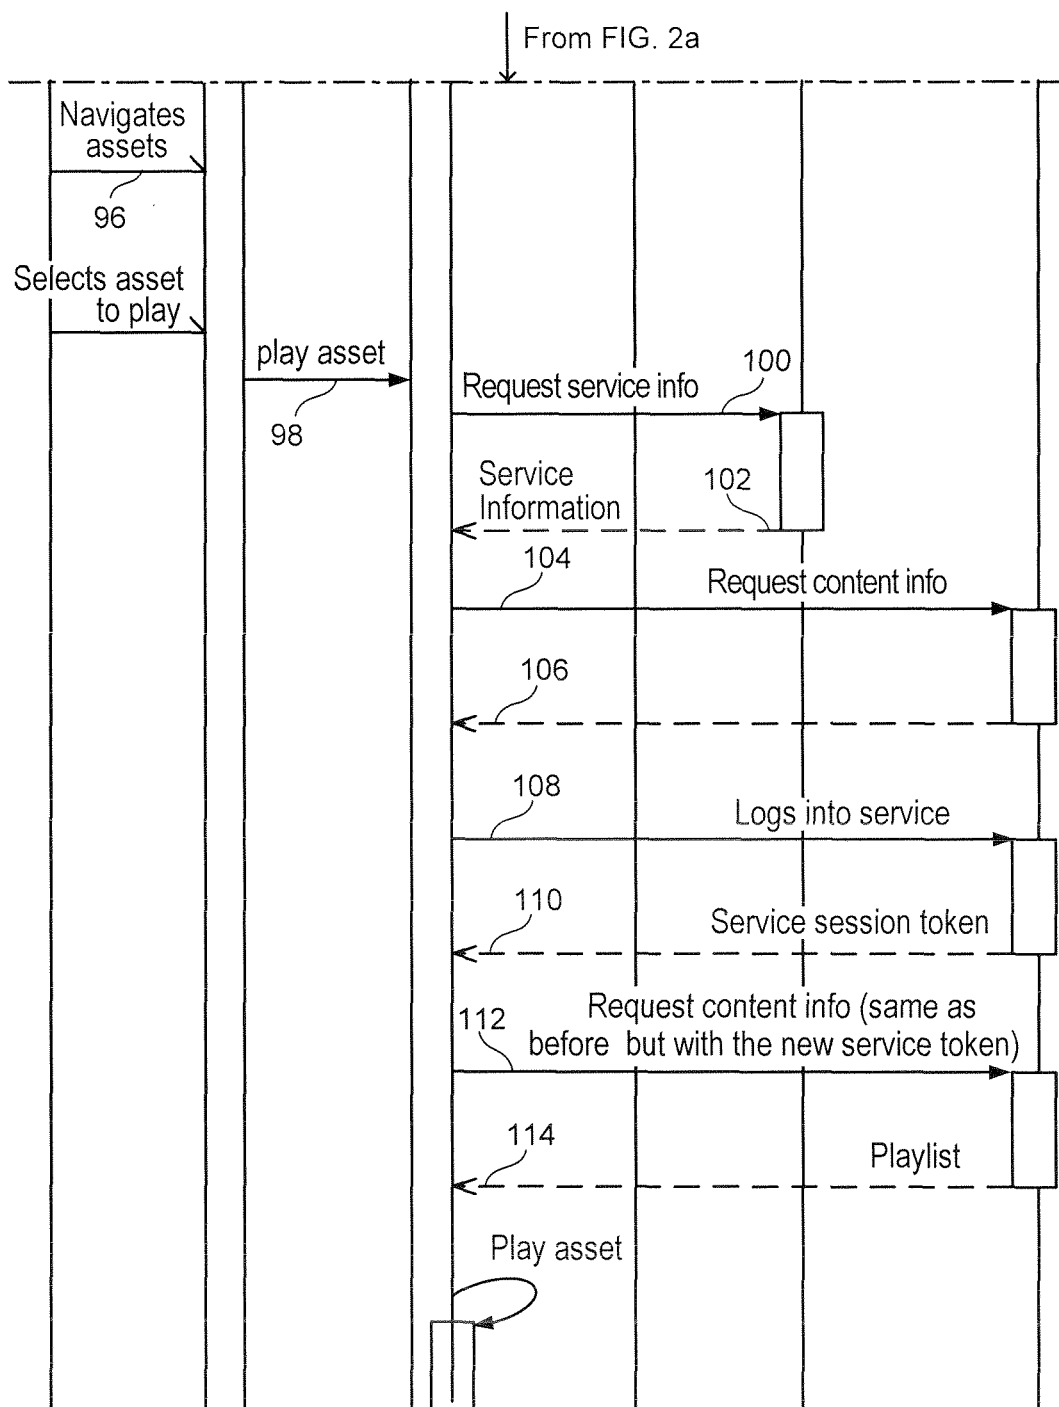 From FIG. 2a
Navigates
assets
96
Selects asset
to play
play asset
98
Request service info
100
Service
Information
102
104
Request content info
106
108
Logs into service
110
Service session token
112
Request content info (same as
before but with the new service token)
114
Playlist
Play asset